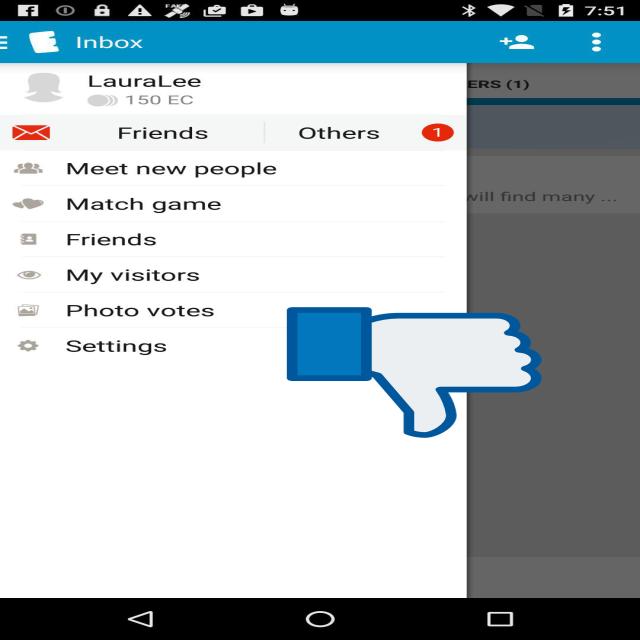 7:51
Inbox
LauraLee
150 EC
ERS (1)
Friends Others 1
Meet new people
Match game
will find many ...
Friends
My visitors
Photo votes
Settings